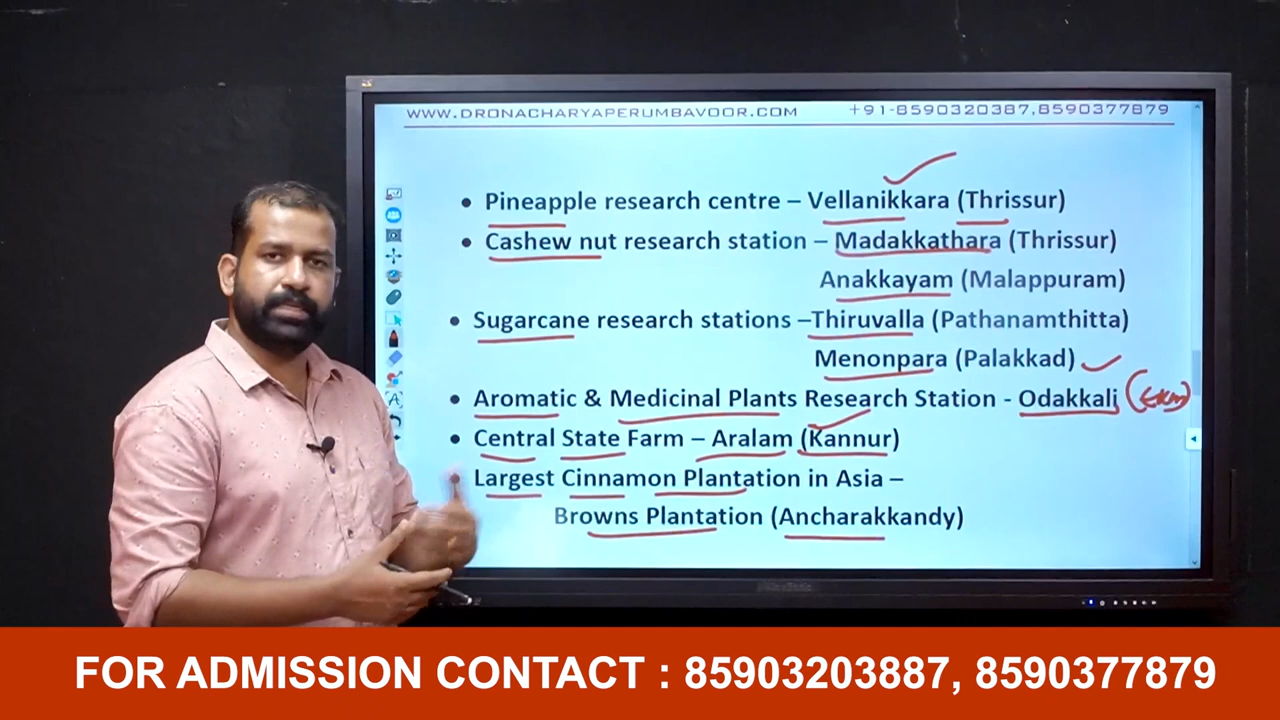 WWW.DRONACHARYAPERUMBAVOOR.COM +91-8590320387,8590377879
• Pineapple research centre – Vellanikkara (Thrissur)
• Cashew nut research station – Madakkathara (Thrissur)
Anakkayam (Malappuram)
• Sugarcane research stations –Thiruvalla (Pathanamthitta)
Menonpara (Palakkad)
• Aromatic & Medicinal Plants Research Station - Odakkali (EKM)
• Central State Farm – Aralam (Kannur)
• Largest Cinnamon Plantation in Asia –
Browns Plantation (Ancharakkandy)
FOR ADMISSION CONTACT : 85903203887, 8590377879